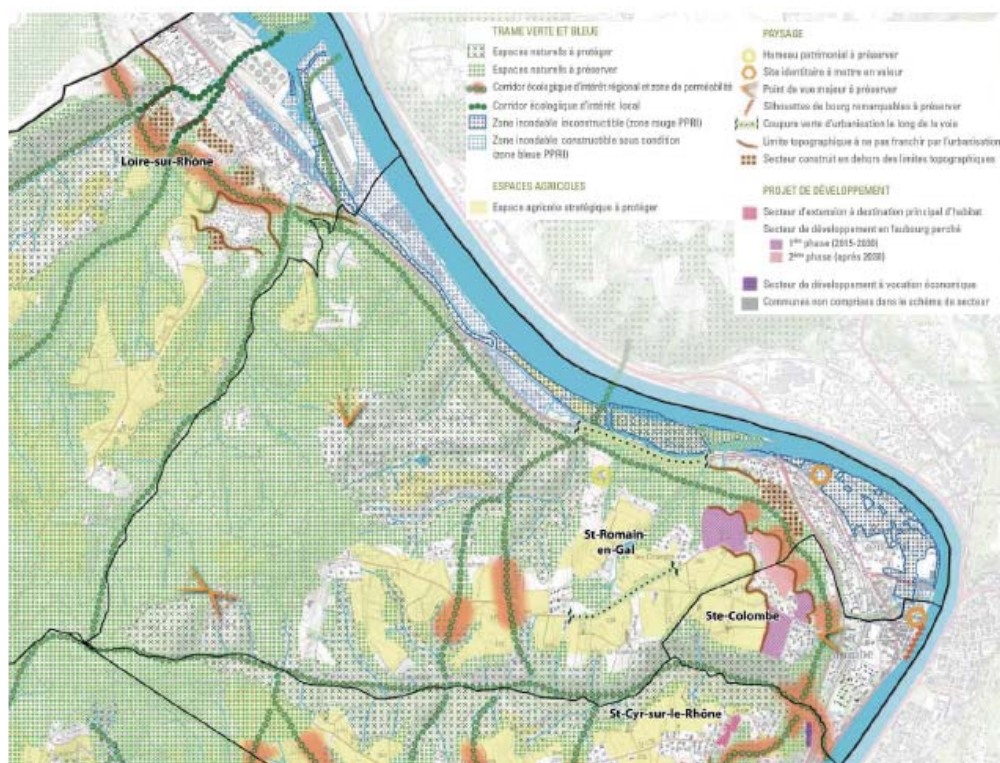 TRAME VERTE ET BLEUE
Espaces naturels à protéger
Espaces naturels à préserver
Corridor écologique d'intérêt régional et zone de perméabilité
Corridor écologique d'intérêt local
Zone inondable inconstructible (zone rouge PPRI)
Zone inondable constructible sous condition
(zone bleue PPRI)
ESPACES AGRICOLES
Espace agricole stratégique à protéger
PAYSAGE
Hameau patrimonial à préserver
Site identitaire à mettre en valeur
Point de vue majeur à préserver
Silhouettes de bourg remarquables à préserver
Coupure verte d'urbanisation le long de la voie
Limite topographique à ne pas franchir par l'urbanisation
Secteur construit en dehors des limites topographiques
PROJET DE DÉVELOPPEMENT
Secteur d'extension à destination principal d'habitat
Secteur de développement en faubourg perché
1ère phase (2015-2030)
2ème phase (après 2030)
Secteur de développement à vocation économique
Communes non comprises dans le schéma de secteur
Loire-sur-Rhône
St-Romain-
en-Gal
Ste-Colombe
St-Cyr-sur-le-Rhône